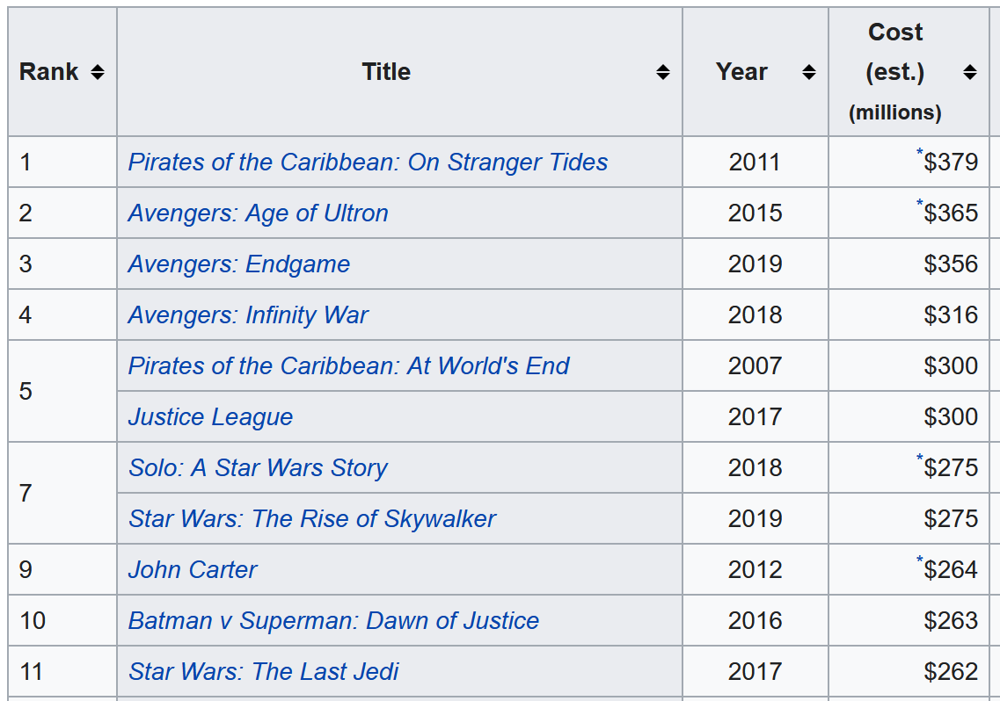 Rank Title Year Cost (est.) (millions)
1 Pirates of the Caribbean: On Stranger Tides 2011 *$379
2 Avengers: Age of Ultron 2015 *$365
3 Avengers: Endgame 2019 $356
4 Avengers: Infinity War 2018 $316
5 Pirates of the Caribbean: At World's End 2007 $300
Justice League 2017 $300
7 Solo: A Star Wars Story 2018 *$275
Star Wars: The Rise of Skywalker 2019 $275
9 John Carter 2012 *$264
10 Batman v Superman: Dawn of Justice 2016 $263
11 Star Wars: The Last Jedi 2017 $262